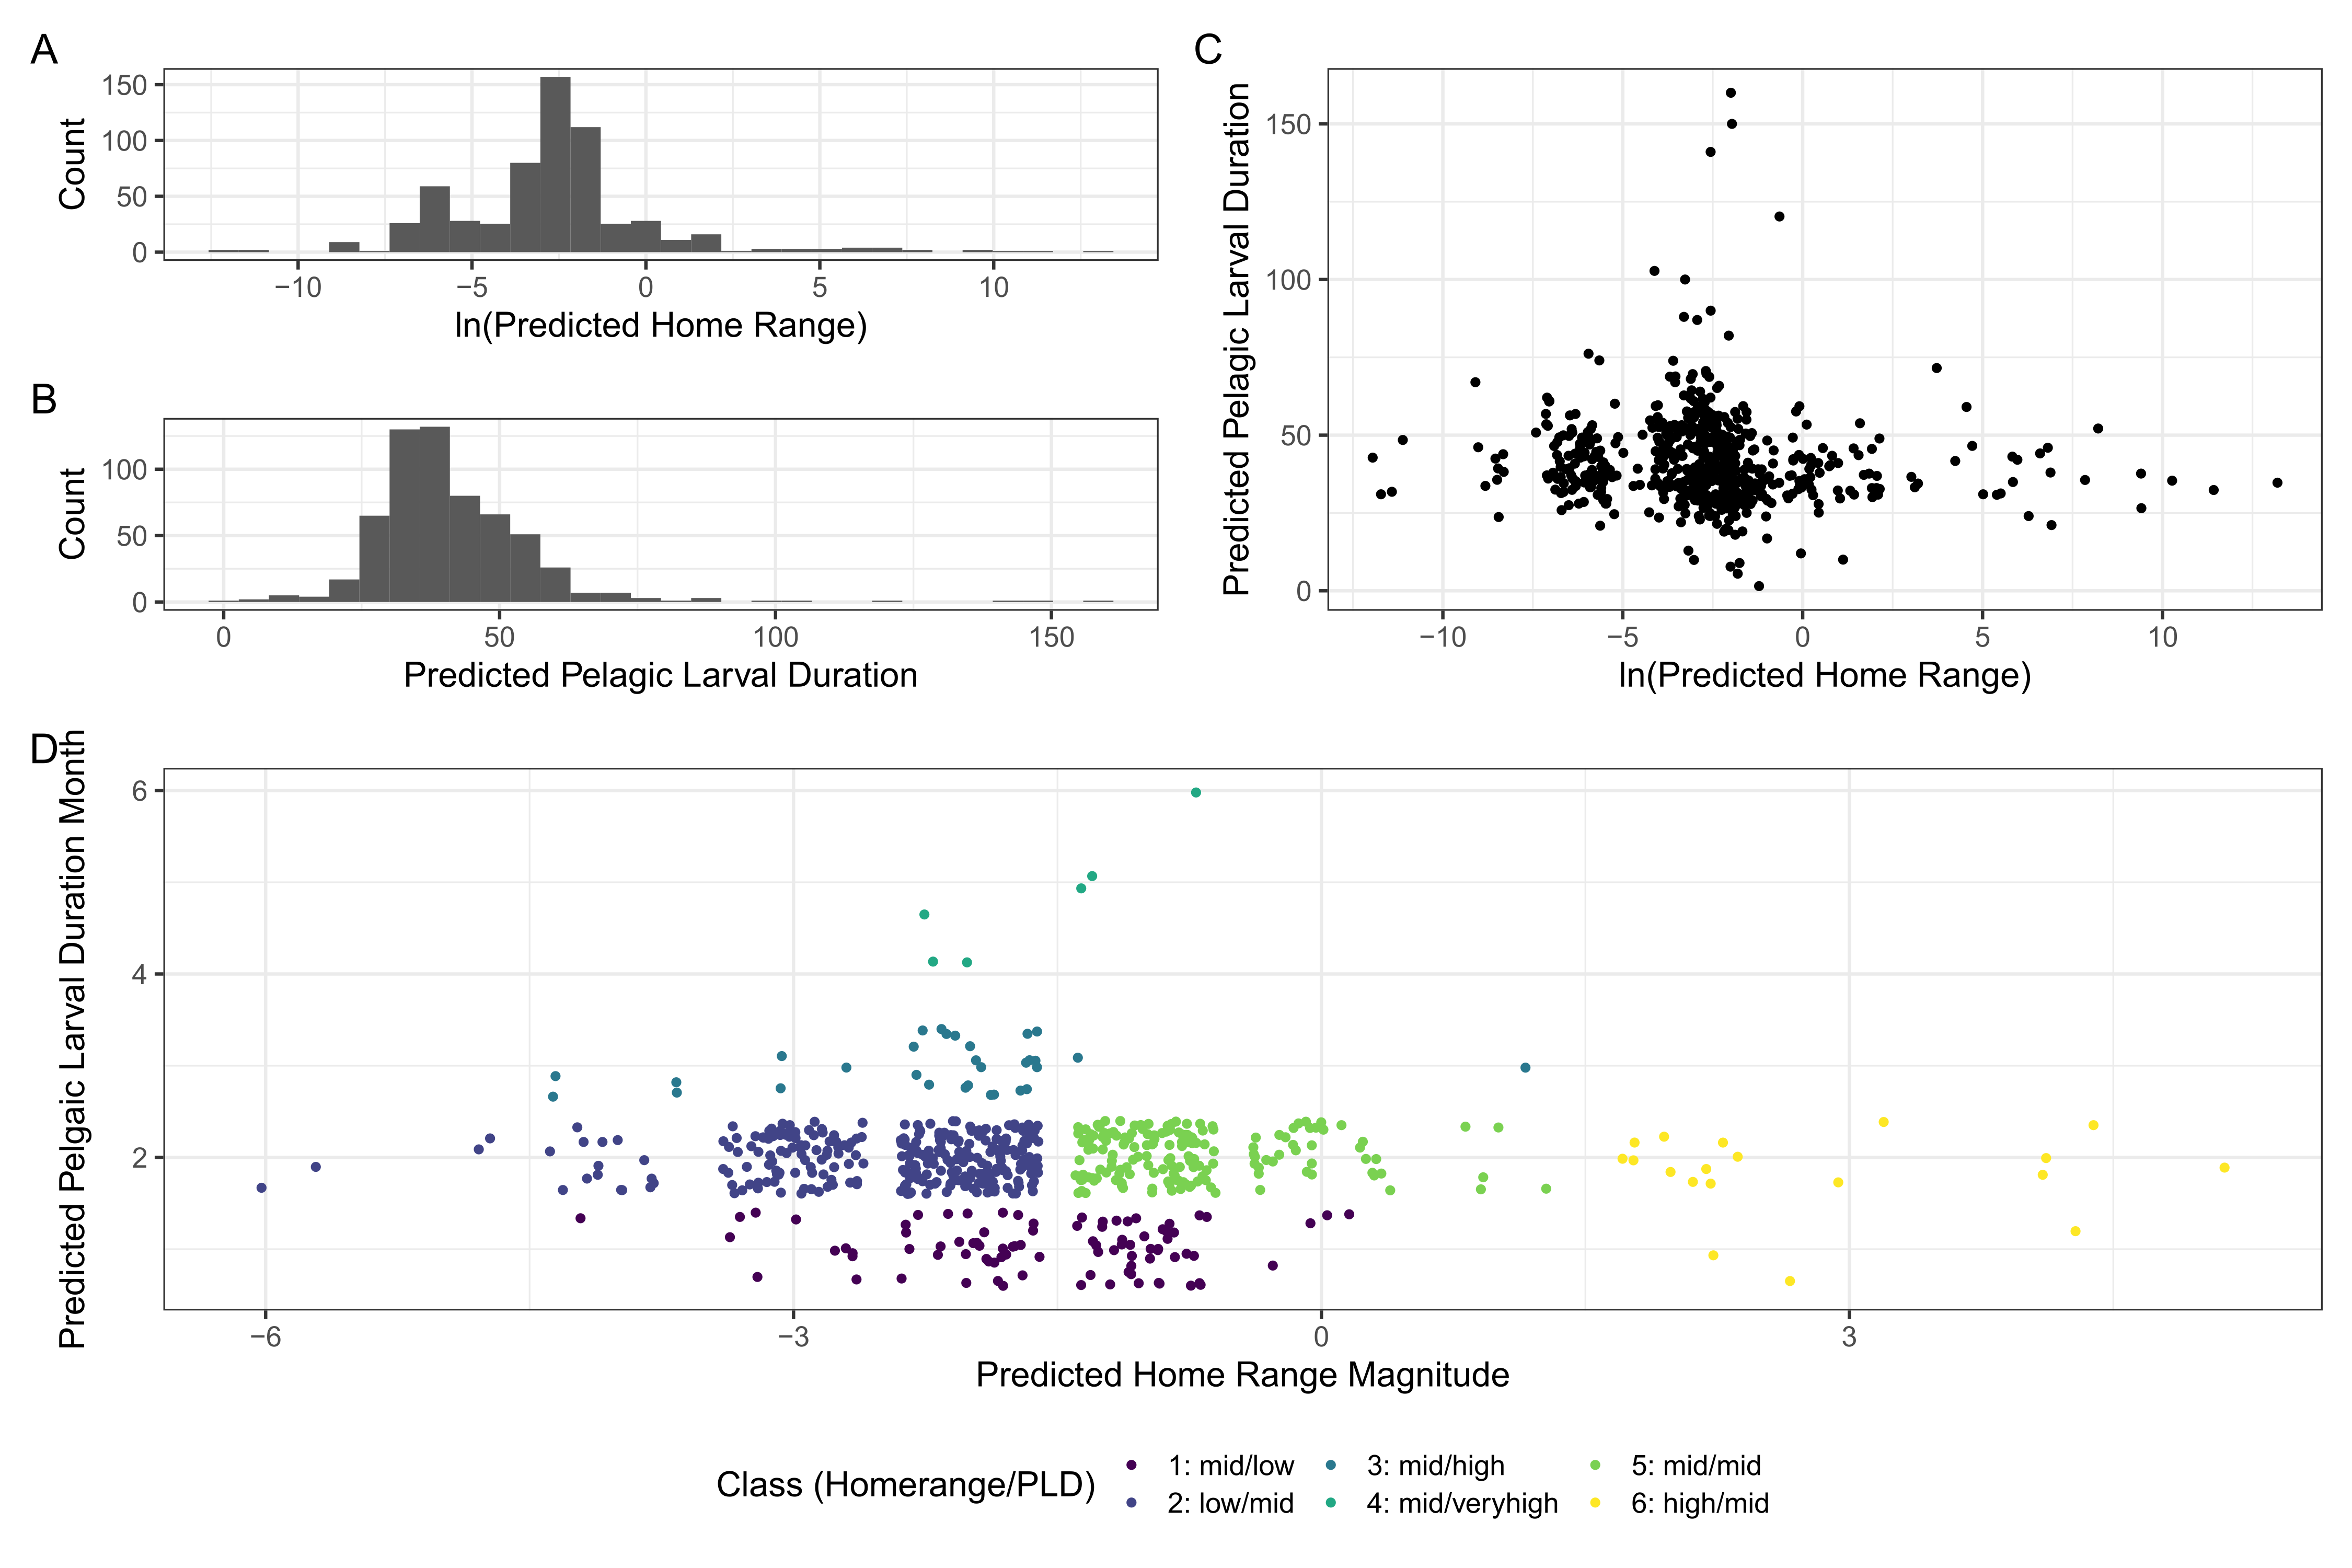 A
150
100
50
0
Count
−10 −5 0 5 10
ln(Predicted Home Range)
B
100
50
0
Count
0 50 100 150
Predicted Pelagic Larval Duration
C
150
100
50
0
Predicted Pelagic Larval Duration
−10 −5 0 5 10
ln(Predicted Home Range)
D
6
4
2
Predicted Pelgaic Larval Duration Month
−6 −3 0 3
Predicted Home Range Magnitude
Class (Homerange/PLD)
1: mid/low
2: low/mid
3: mid/high
4: mid/veryhigh
5: mid/mid
6: high/mid